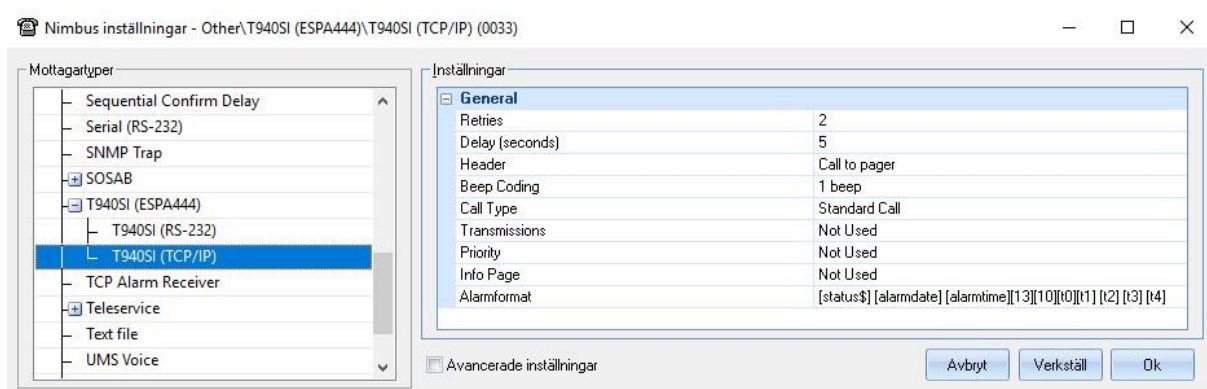 Nimbus inställningar - Other\T940SI (ESPA444)\T940SI (TCP/IP) (0033)
Mottagartyper
Sequential Confirm Delay
Serial (RS-232)
SNMP Trap
SOSAB
T940SI (ESPA444)
T940SI (RS-232)
T940SI (TCP/IP)
TCP Alarm Receiver
Teleservice
Text file
UMS Voice
Inställningar
General
Retries 2
Delay (seconds) 5
Header Call to pager
Beep Coding 1 beep
Call Type Standard Call
Transmissions Not Used
Priority Not Used
Info Page Not Used
Alarmformat [status$] [alarmdate] [alarmtime][13][10][t0][t1] [t2] [t3] [t4]
Avancerade inställningar
Avbryt Verkställ Ok